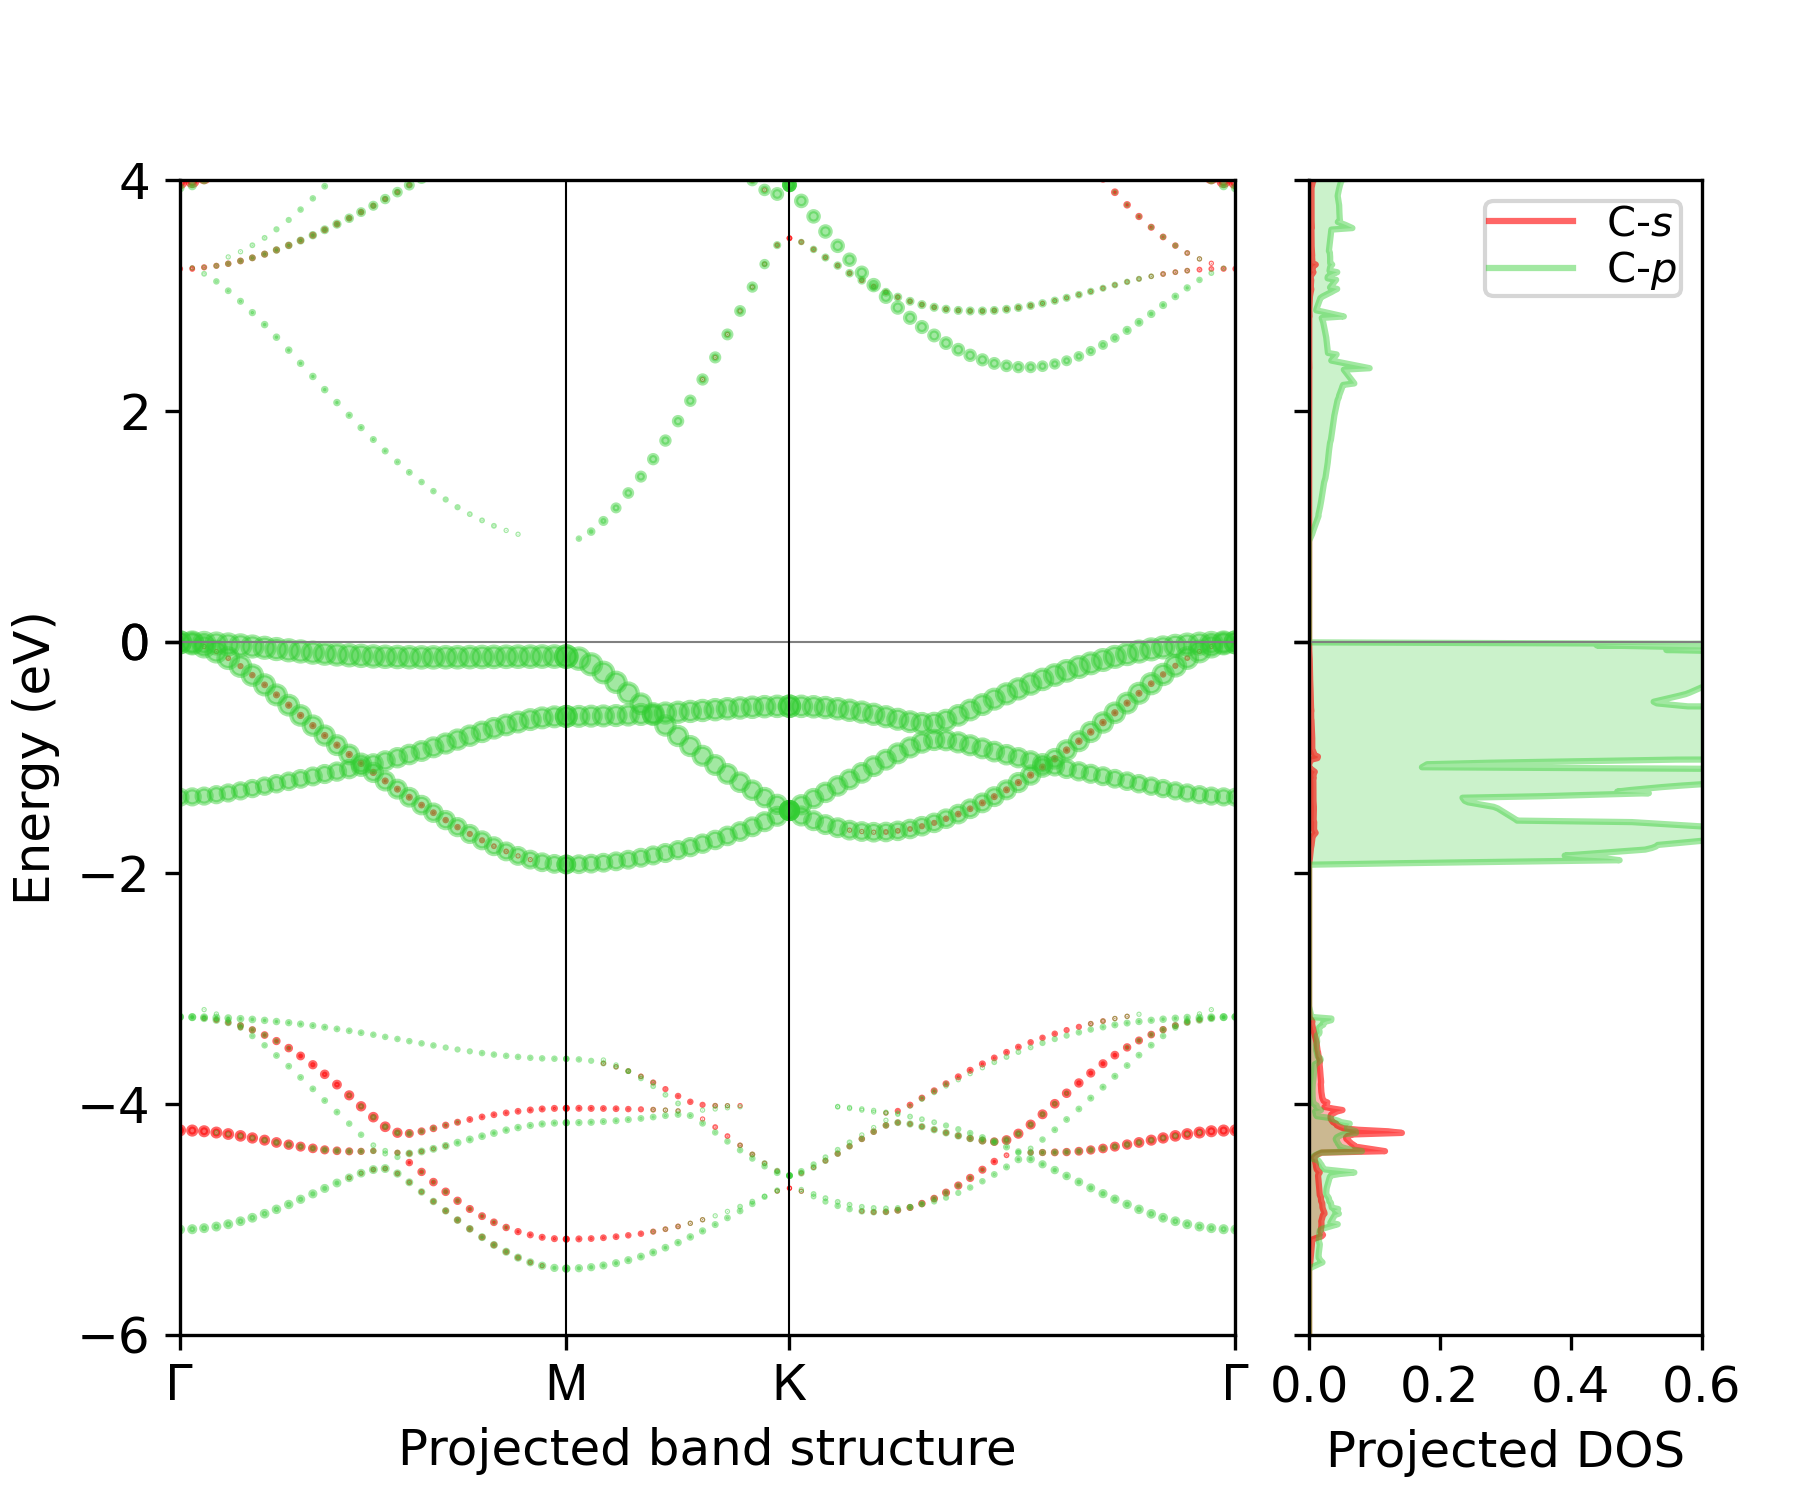 4
2
0
−2
−4
−6
Energy (eV)
Γ M K Γ
Projected band structure
C-s
C-p
0.0 0.2 0.4 0.6
Projected DOS